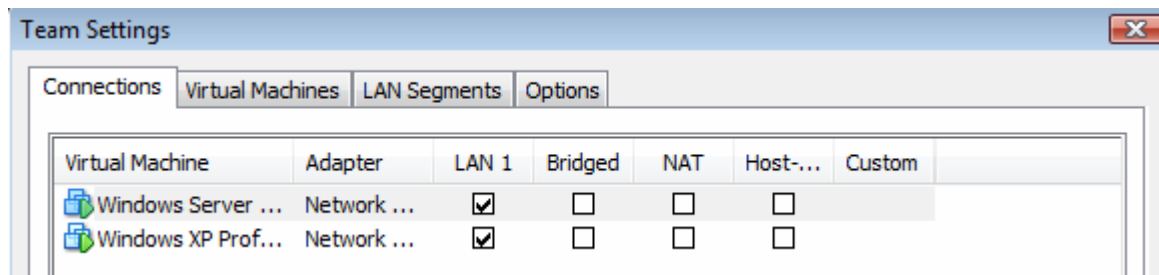 Team Settings
Connections Virtual Machines LAN Segments Options
Virtual Machine Adapter LAN 1 Bridged NAT Host-... Custom
Windows Server ... Network ...
Windows XP Prof... Network ...